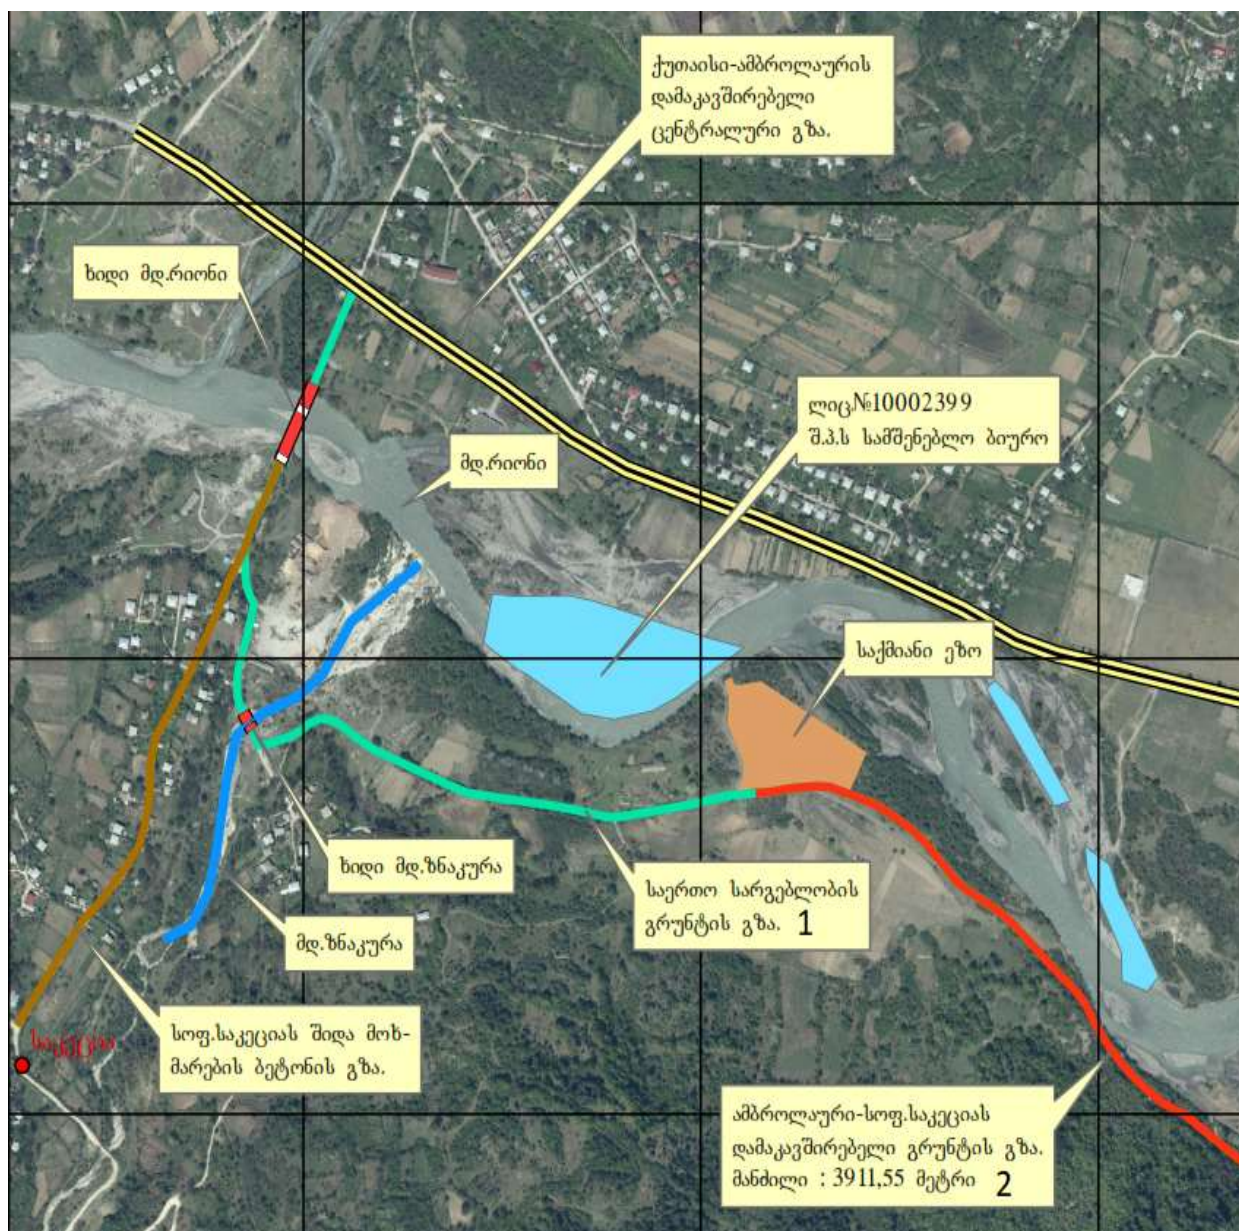 ქუთაისი-ამბროლაურის
დამაკავშირებელი
ცენტრალური გზა.
ხიდი მდ.რიონი
ლიც.№10002399
შ.პ.ს სამშენებლო ბიურო
მდ.რიონი
საქმიანი ეზო
ხიდი მდ.ზნაკურა
საერთო სარგებლობის
გრუნტის გზა. 1
მდ.ზნაკურა
სოფ.საკეციას შიდა მოხ-
მარების ბეტონის გზა.
საკეცია
ამბროლაური-სოფ.საკეციას
დამაკავშირებელი გრუნტის გზა.
მანძილი : 3911,55 მეტრი 2